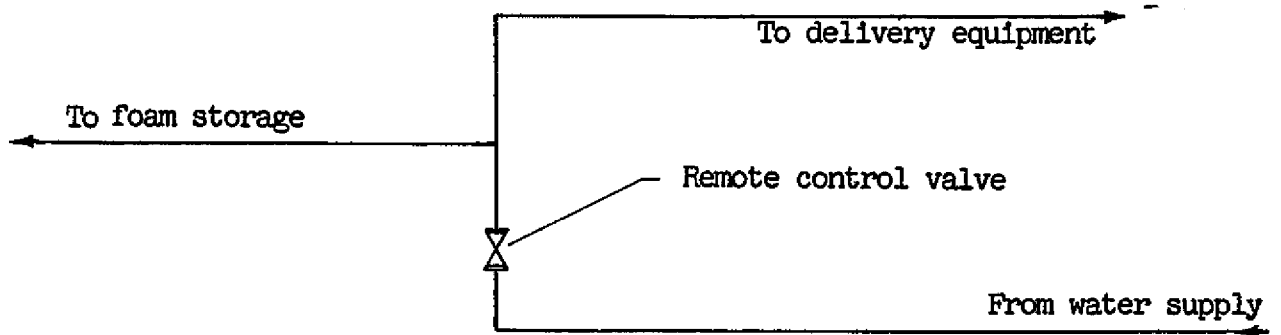 To delivery equipment
To foam storage
Remote control valve
From water supply